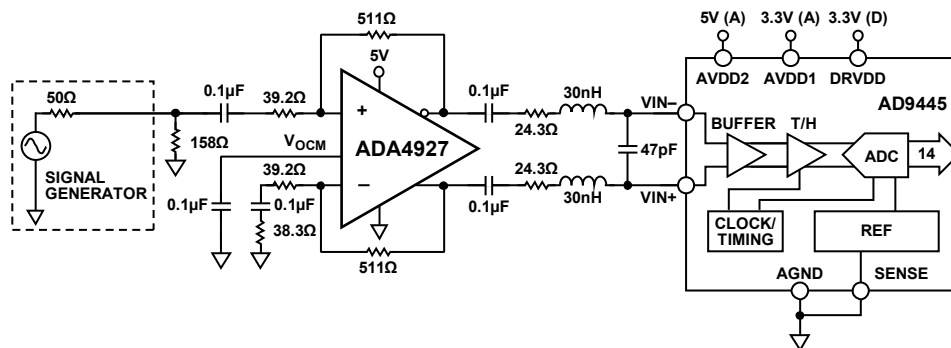 511Ω
5V (A)
3.3V (A)
3.3V (D)
5V
AVDD2
AVDD1
DRVDD
50Ω
0.1µF
39.2Ω
0.1µF
30nH
VIN–
AD9445
+
24.3Ω
BUFFER
T/H
158Ω
VOCM
ADA4927
47pF
ADC
14
SIGNAL
GENERATOR
39.2Ω
–
24.3Ω
VIN+
0.1µF
0.1µF
0.1µF
30nH
CLOCK/
TIMING
REF
38.3Ω
511Ω
AGND
SENSE